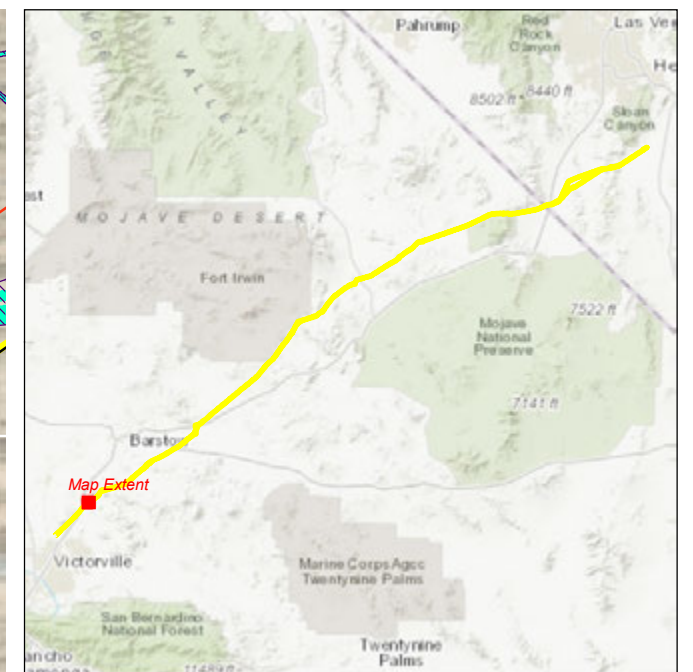 Pahrump
Red
Rock
Canyon
Las Ve
He
8502 ft
8440 ft
Sloan
Canyon
VALLEY
MOJAVE DESERT
Fort Irwin
7522 ft
Mojave
National
Preserve
7141 ft
Barstow
Map Extent
Victorville
Marine Corps Agcc
Twentynine Palms
San Bernardino
National Forest
Twentynine
Palms
ancho
11489 ft